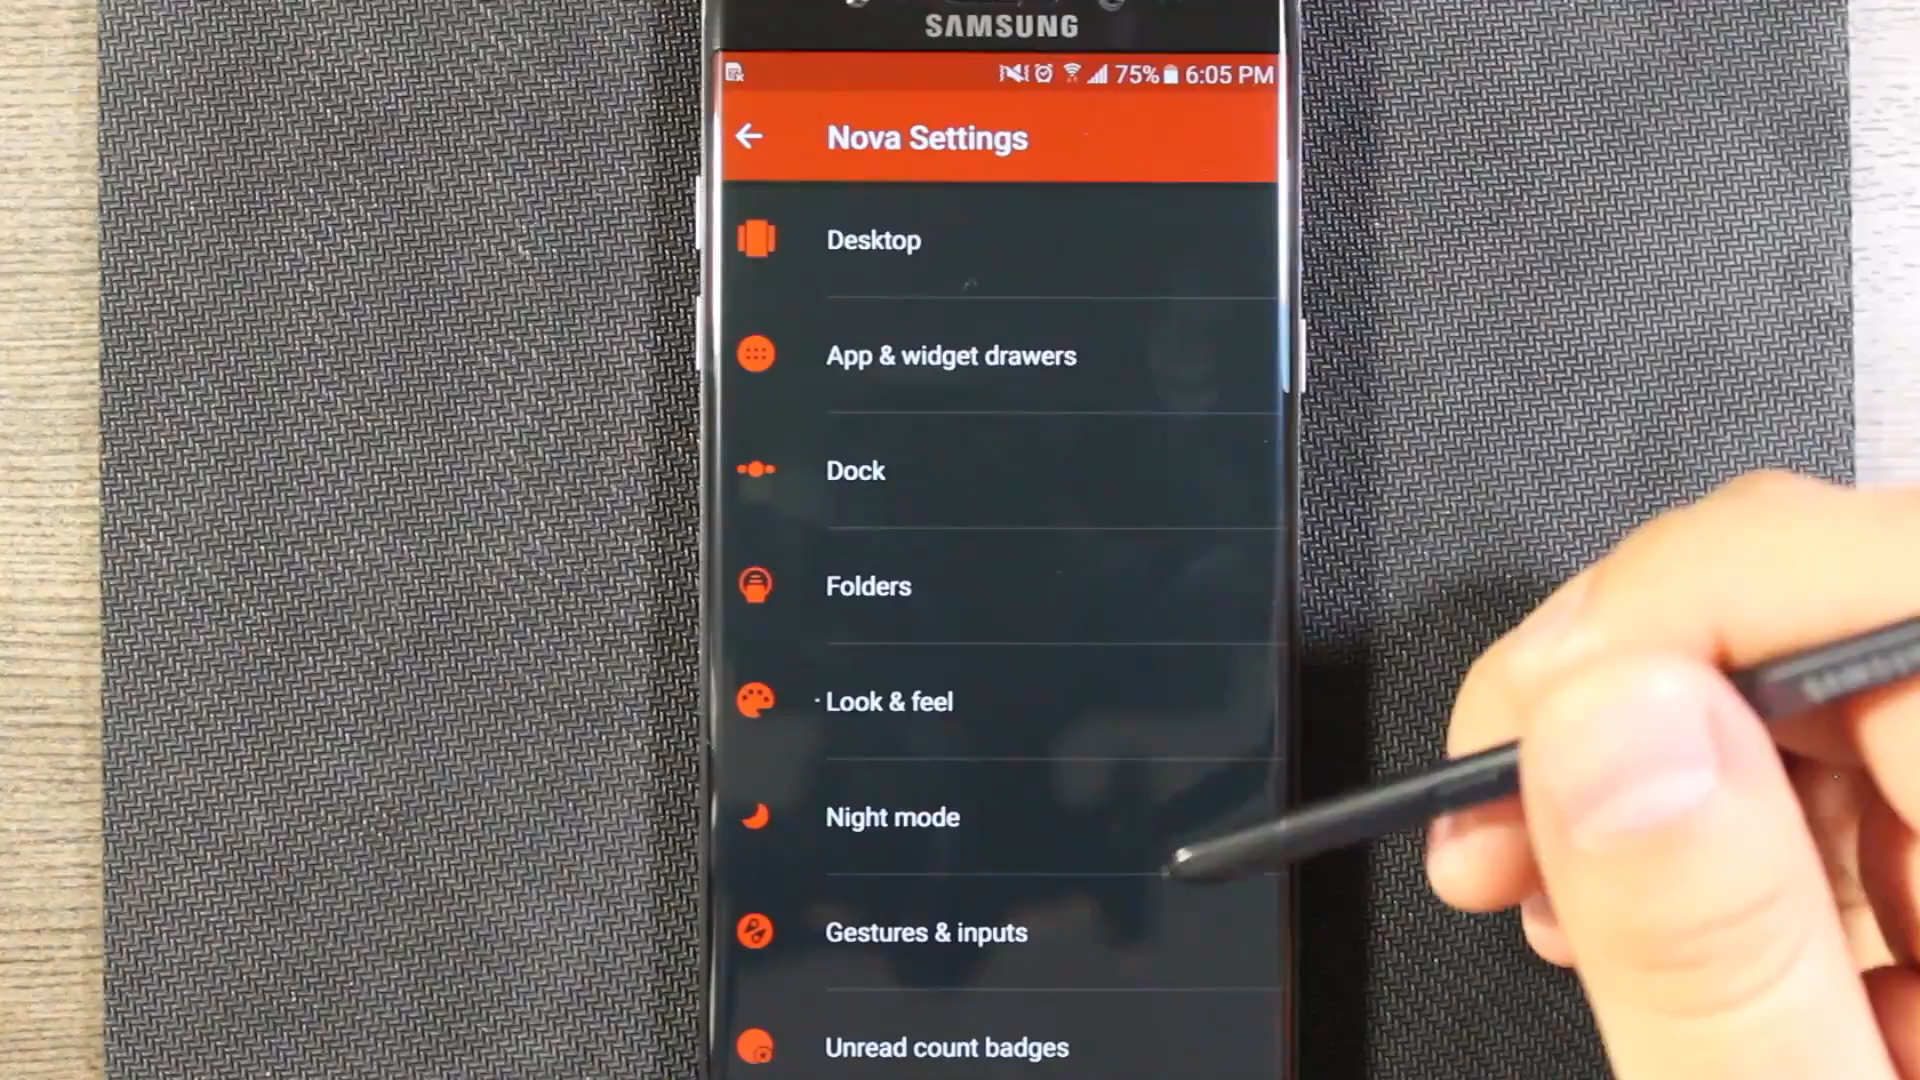 SAMSUNG
75% 6:05 PM
Nova Settings
Desktop
App & widget drawers
Dock
Folders
Look & feel
Night mode
Gestures & inputs
Unread count badges